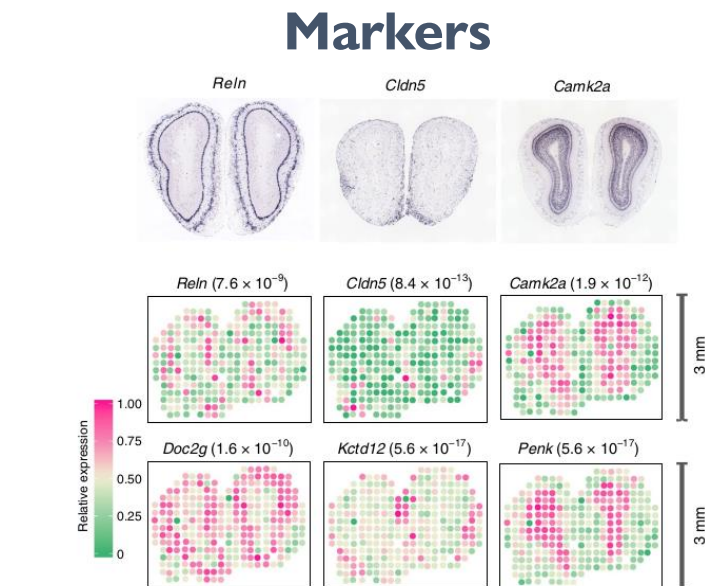 Markers
Reln Cldn5 Camk2a
Reln (7.6 × 10⁻⁹) Cldn5 (8.4 × 10⁻¹³) Camk2a (1.9 × 10⁻¹²)
3 mm
Relative expression
1.00
0.75
0.50
0.25
0
Doc2g (1.6 × 10⁻¹⁰) Kctd12 (5.6 × 10⁻¹⁷) Penk (5.6 × 10⁻¹⁷)
3 mm